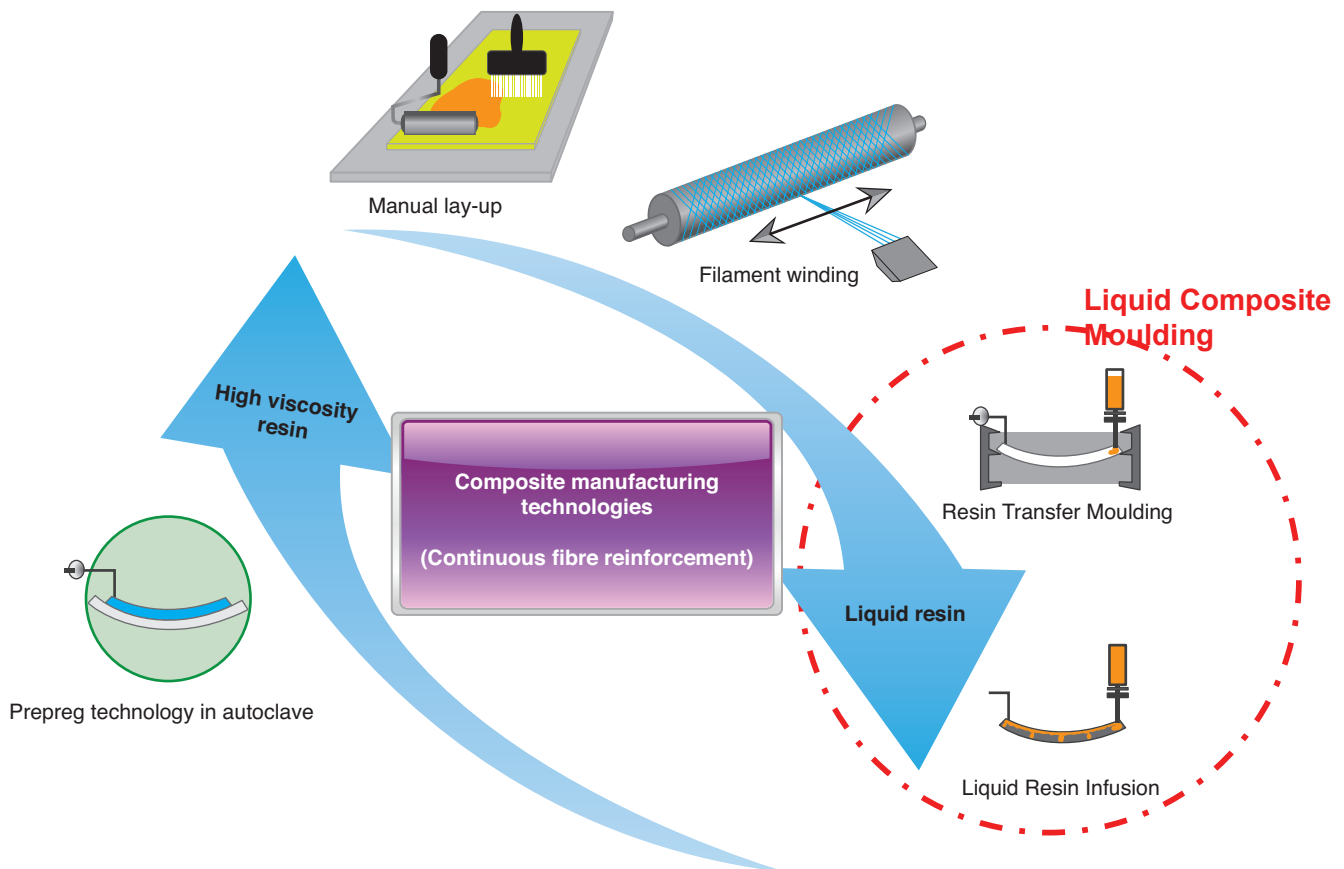 Manual lay-up
Filament winding
Liquid Composite
Moulding
High viscosity
resin
Composite manufacturing
technologies
(Continuous fibre reinforcement)
Resin Transfer Moulding
Liquid resin
Prepreg technology in autoclave
Liquid Resin Infusion